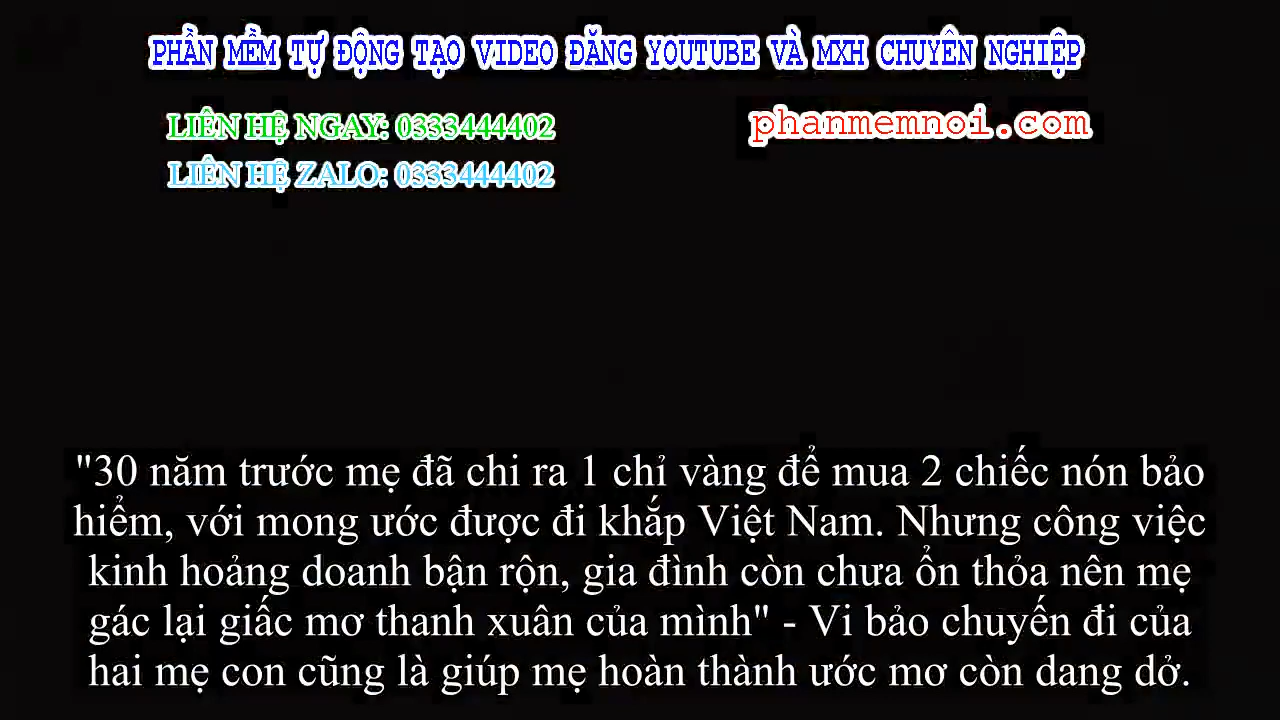 PHẦN MỀM TỰ ĐỘNG TẠO VIDEO ĐĂNG YOUTUBE VÀ MXH CHUYÊN NGHIỆP
LIÊN HỆ NGAY: 0333444402
phanmemnoi.com
LIÊN HỆ ZALO: 0333444402
"30 năm trước mẹ đã chi ra 1 chỉ vàng để mua 2 chiếc nón bảo
hiểm, với mong ước được đi khắp Việt Nam. Nhưng công việc
kinh hoảng doanh bận rộn, gia đình còn chưa ổn thỏa nên mẹ
gác lại giấc mơ thanh xuân của mình" - Vi bảo chuyến đi của
hai mẹ con cũng là giúp mẹ hoàn thành ước mơ còn dang dở.